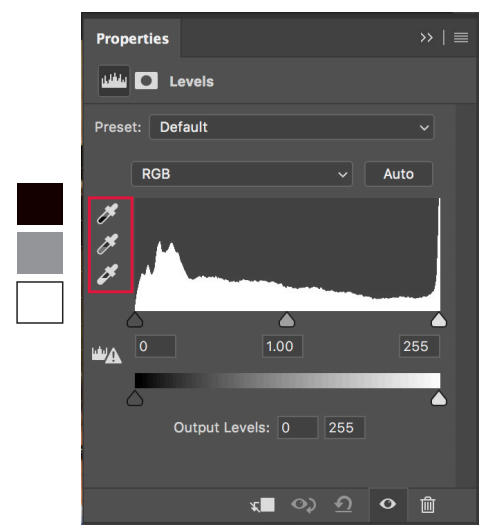 Properties
Levels
Preset: Default
RGB Auto
0 1.00 255
Output Levels: 0 255